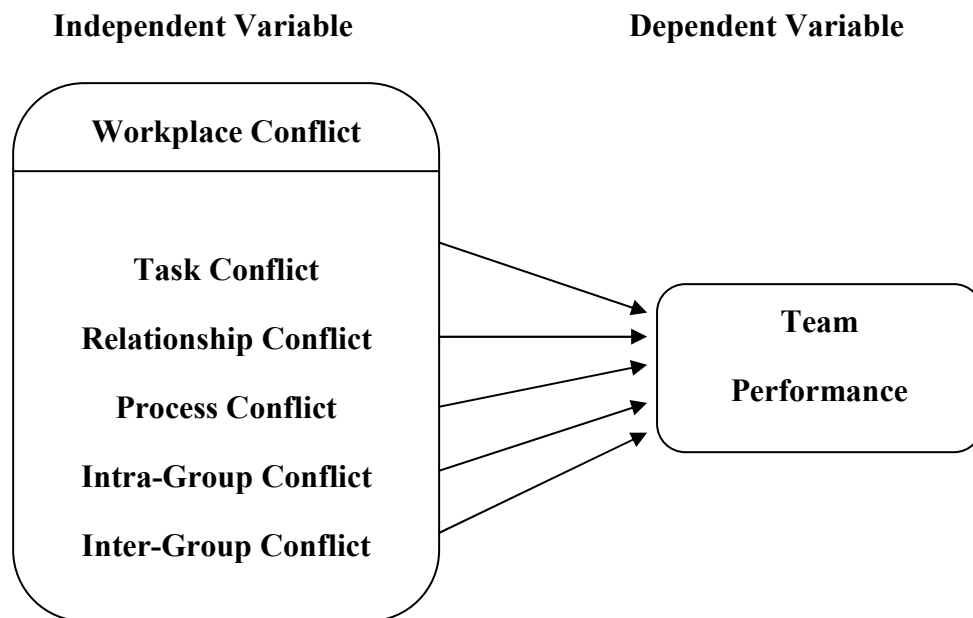 Independent Variable
Dependent Variable
Workplace Conflict
Task Conflict
Relationship Conflict
Process Conflict
Intra-Group Conflict
Inter-Group Conflict
Team
Performance